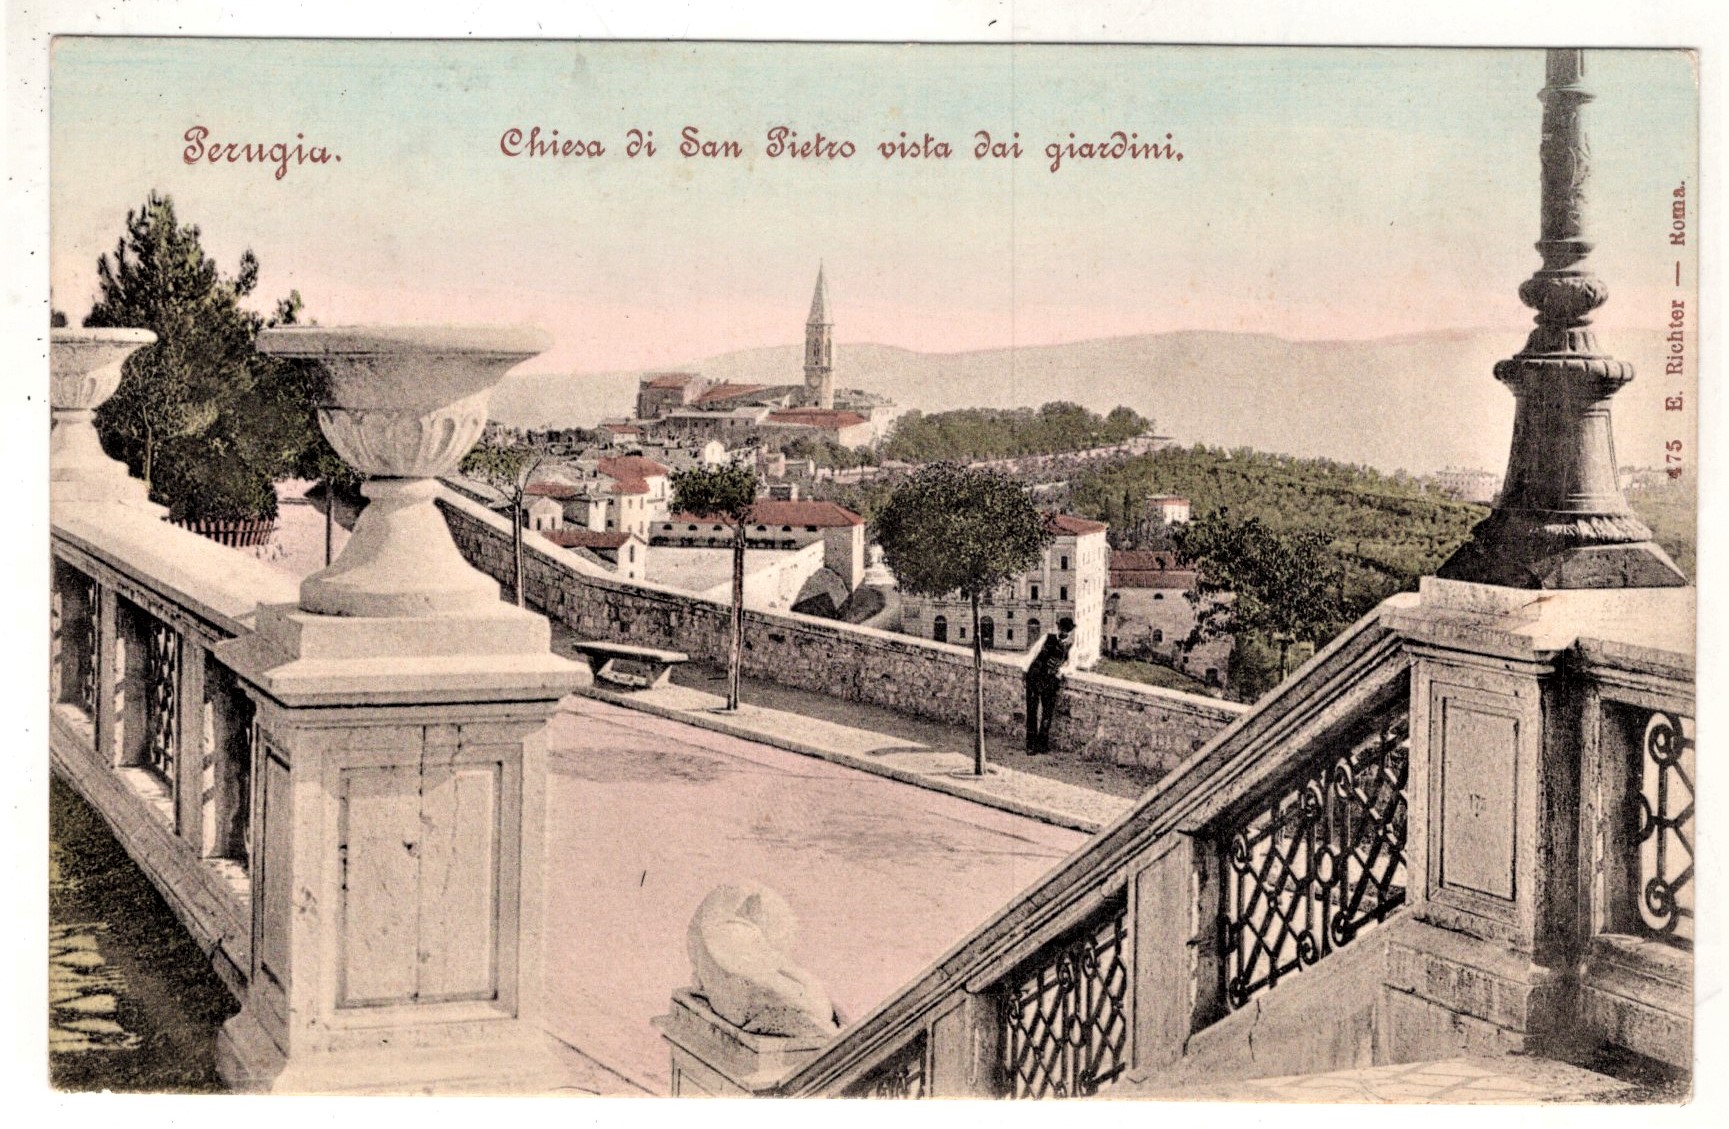 Perugia. Chiesa di San Pietro vista dai giardini.
475 E. Richter — Roma.